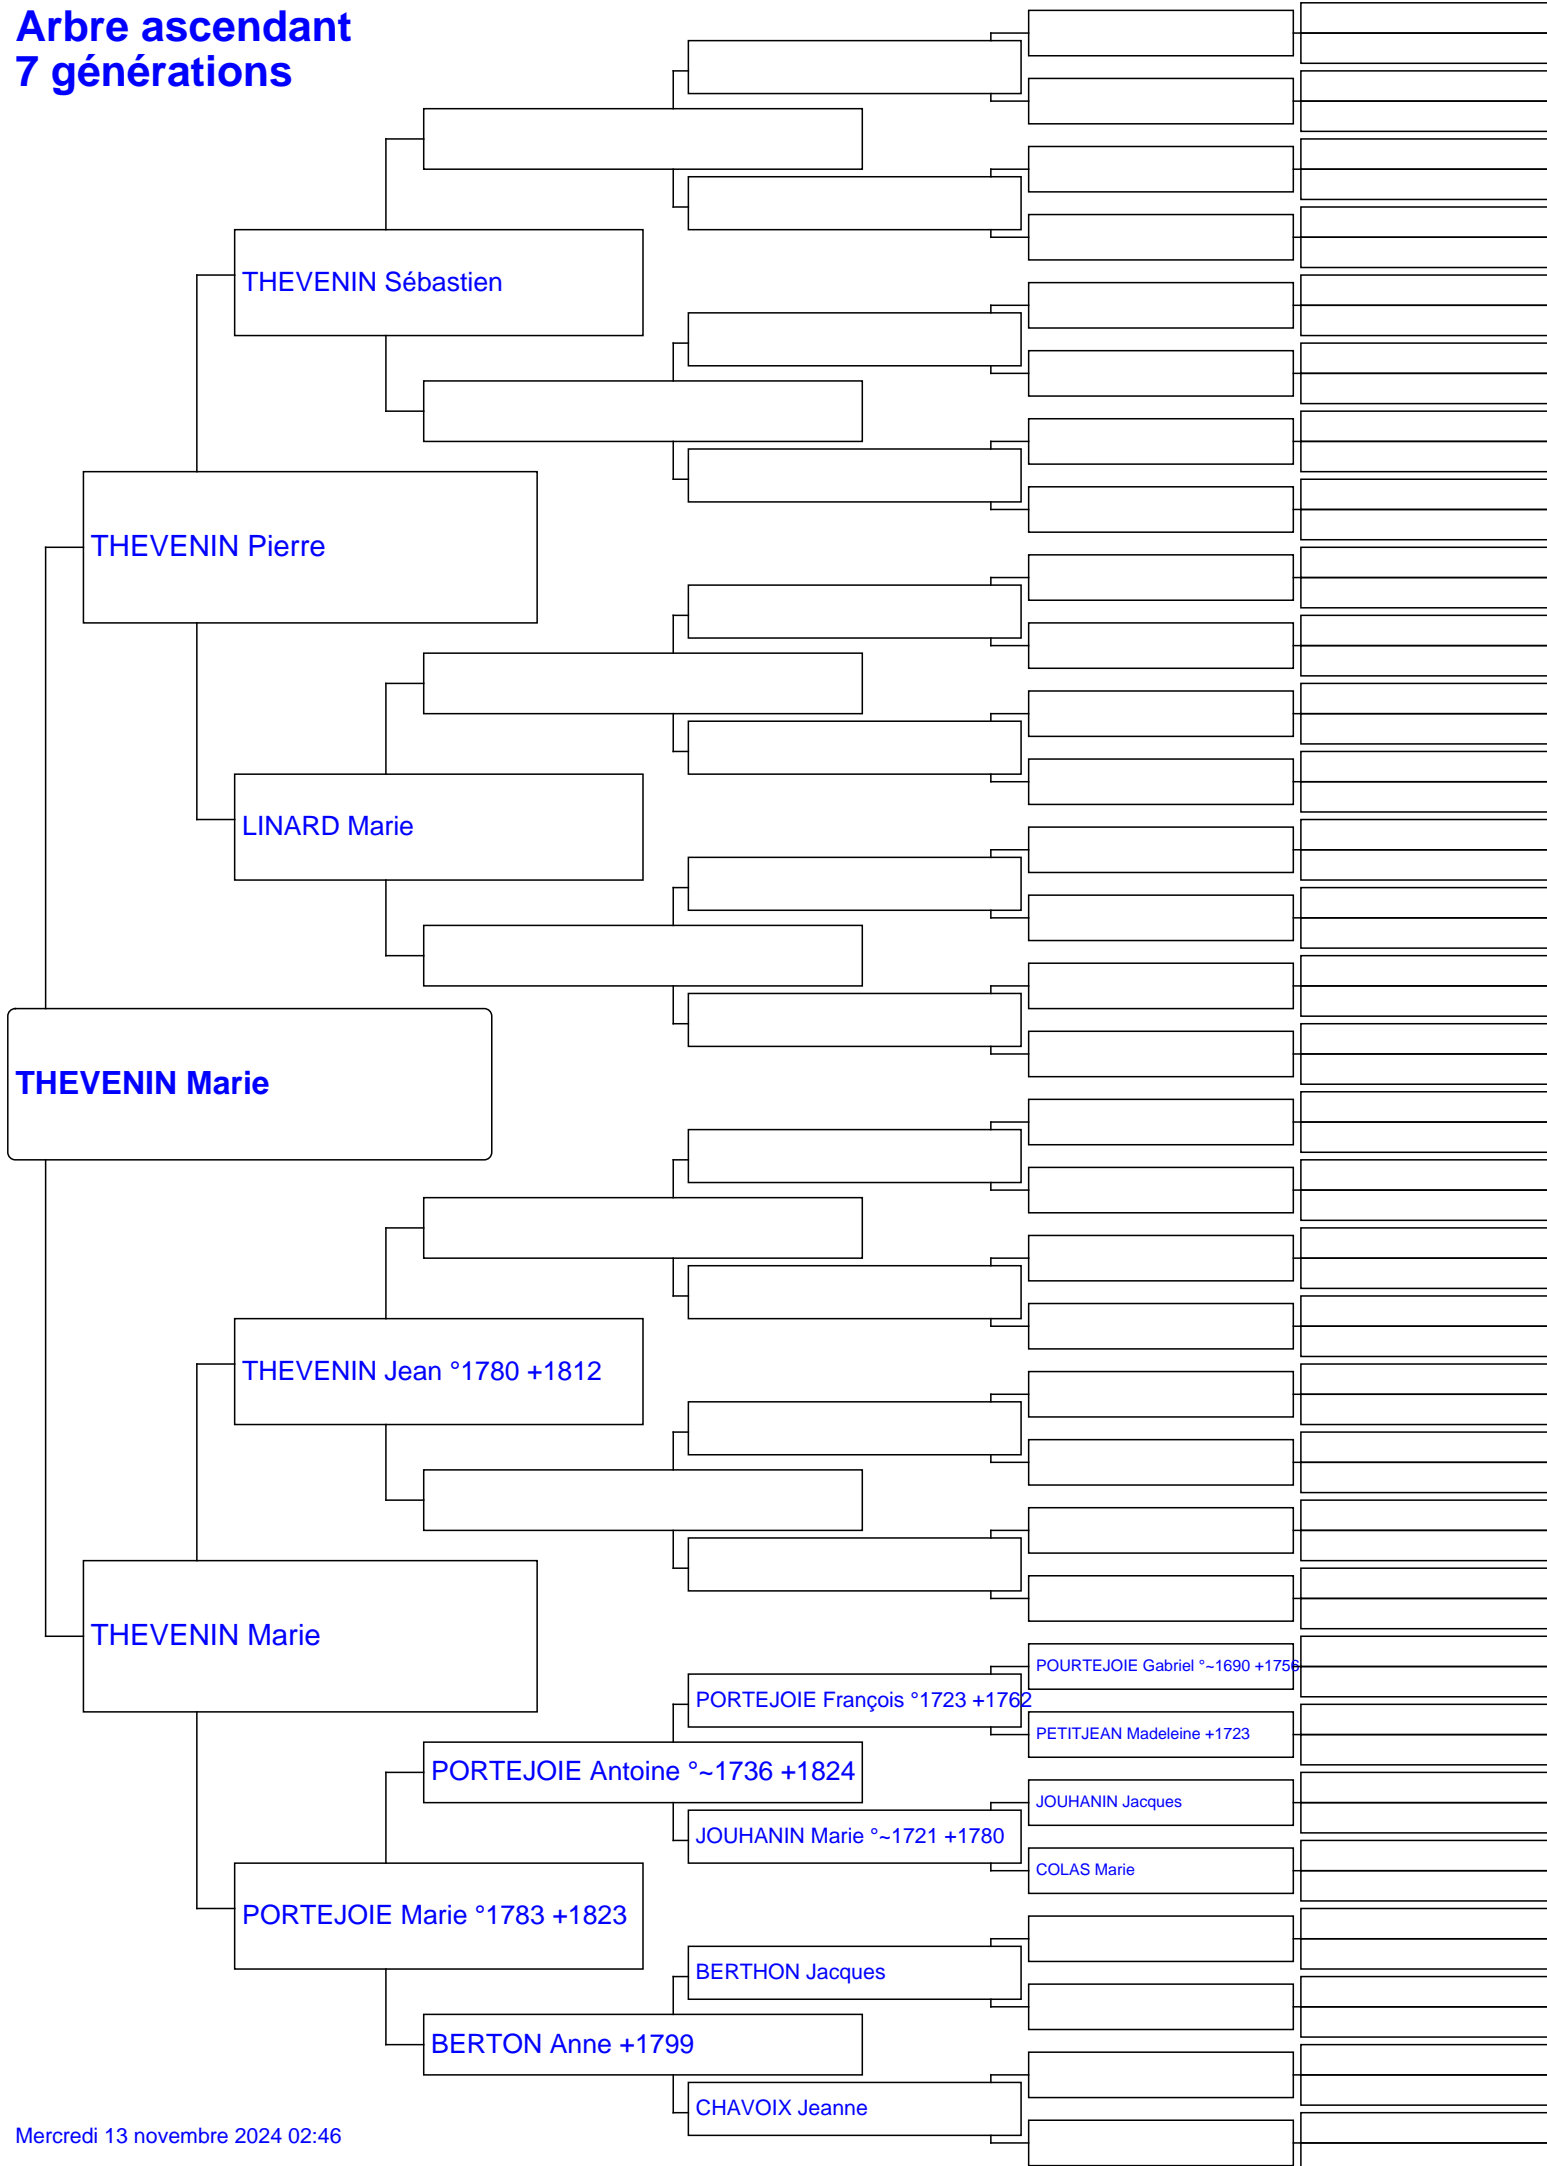 Arbre ascendant
7 générations
THEVENIN Sébastien
THEVENIN Pierre
LINARD Marie
THEVENIN Marie
THEVENIN Jean °1780 +1812
THEVENIN Marie
POURTEJOIE Gabriel °~1690 +1756
PORTEJOIE François °1723 +1762
PETITJEAN Madeleine +1723
PORTEJOIE Antoine °~1736 +1824
JOUHANIN Jacques
JOUHANIN Marie °~1721 +1780
COLAS Marie
PORTEJOIE Marie °1783 +1823
BERTHON Jacques
BERTON Anne +1799
CHAVOIX Jeanne
Mercredi 13 novembre 2024 02:46